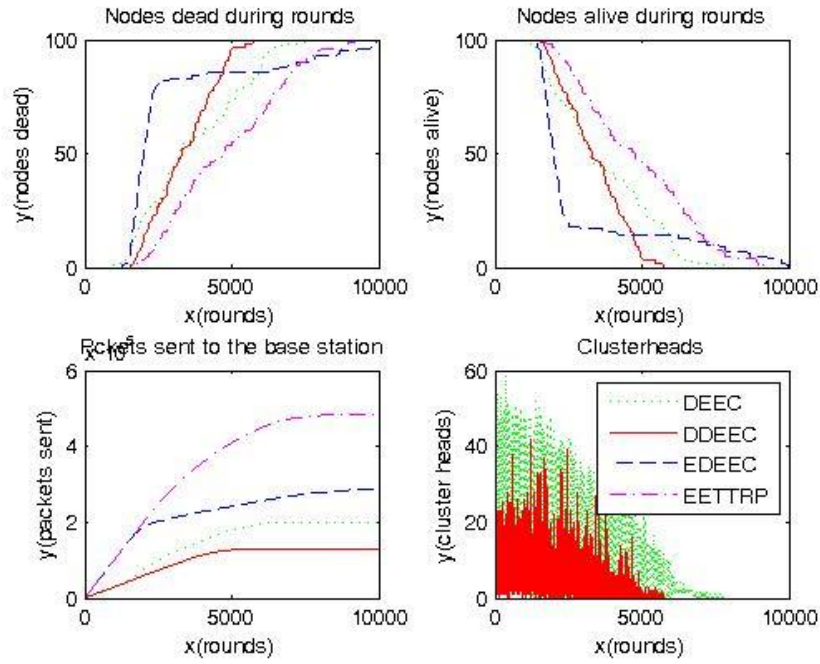 Nodes dead during rounds
100
50
0
y(nodes dead)
0
5000
10000
x(rounds)
Nodes alive during rounds
100
50
0
y(nodes alive)
0
5000
10000
x(rounds)
sent to the base station
6
4
2
0
y(packets sent)
0
5000
10000
x(rounds)
Clusterheads
60
40
20
0
y(cluster heads)
DEEC
DDEEC
EDEEC
EETTRP
0
5000
10000
x(rounds)